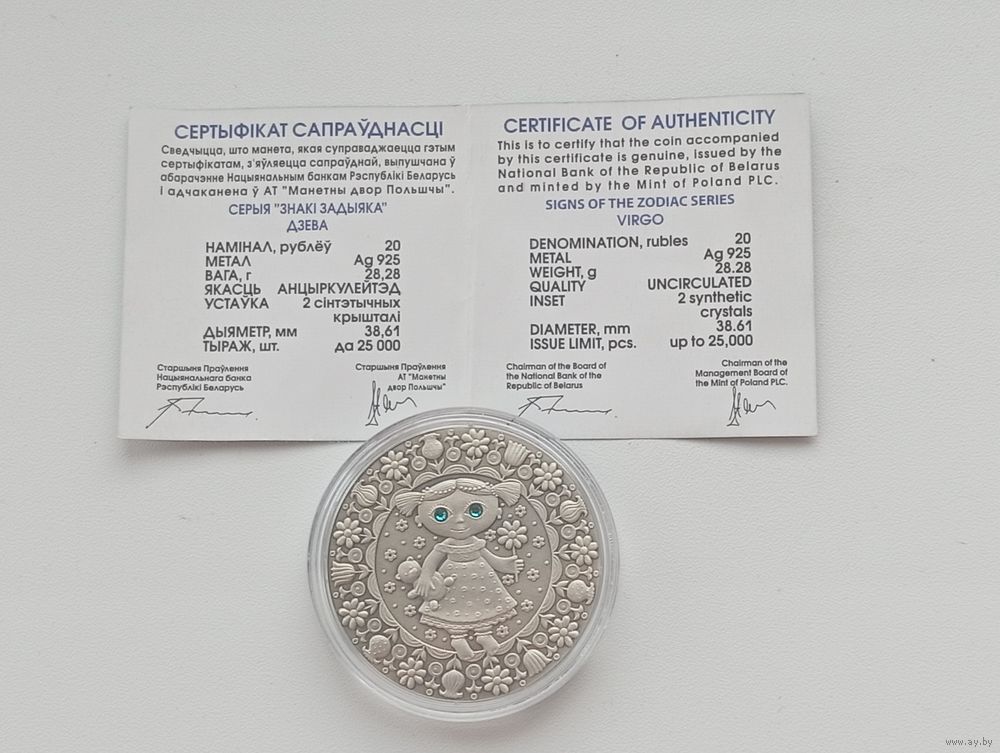 СЕРТЫФІКАТ САПРАЎДНАСЦІ
Сведчыцца, што манета, якая суправаджаецца гэтым
сертыфікатам, з'яўляецца сапраўднай, выпушчана ў
абарачэнне Нацыянальным банкам Рэспублікі Беларусь
і адчаканена ў АТ "Манетны двор Польшчы".
СЕРЫЯ "ЗНАКІ ЗАДЫЯКА"
ДЗЕВА
НАМІНАЛ, рублёў 20
МЕТАЛ Ag 925
ВАГА, г 28,28
ЯКАСЦЬ АНЦЫРКУЛЕЙТЭД
УСТАЎКА 2 сінтэтычных
крышталі
ДЫЯМЕТР, мм 38,61
ТЫРАЖ, шт. да 25 000
Старшыня Праўлення
Нацыянальнага банка
Рэспублікі Беларусь
Старшыня Праўлення
АТ "Манетны
двор Польшчы"
CERTIFICATE OF AUTHENTICITY
This is to certify that the coin accompanied
by this certificate is genuine, issued by the
National Bank of the Republic of Belarus
and minted by the Mint of Poland PLC.
SIGNS OF THE ZODIAC SERIES
VIRGO
DENOMINATION, rubles 20
METAL Ag 925
WEIGHT, g 28.28
QUALITY UNCIRCULATED
INSET 2 synthetic
crystals
DIAMETER, mm 38.61
ISSUE LIMIT, pcs. up to 25,000
Chairman of the Board of
the National Bank of the
Republic of Belarus
Chairman of the
Management Board of
the Mint of Poland PLC.
www.ay.by